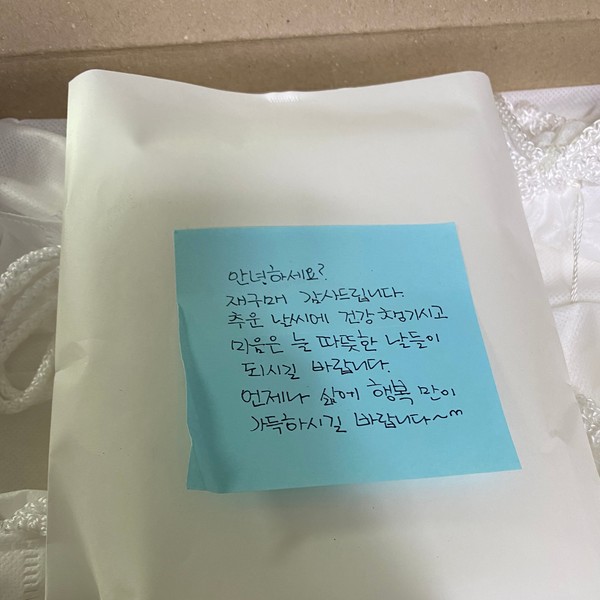 안녕하세요?
재구매 감사드립니다.
추운 날씨에 건강 챙기시고
마음은 늘 따뜻한 날들이
되시길 바랍니다.
언제나 삶에 행복 만이
가득하시길 바랍니다~^^